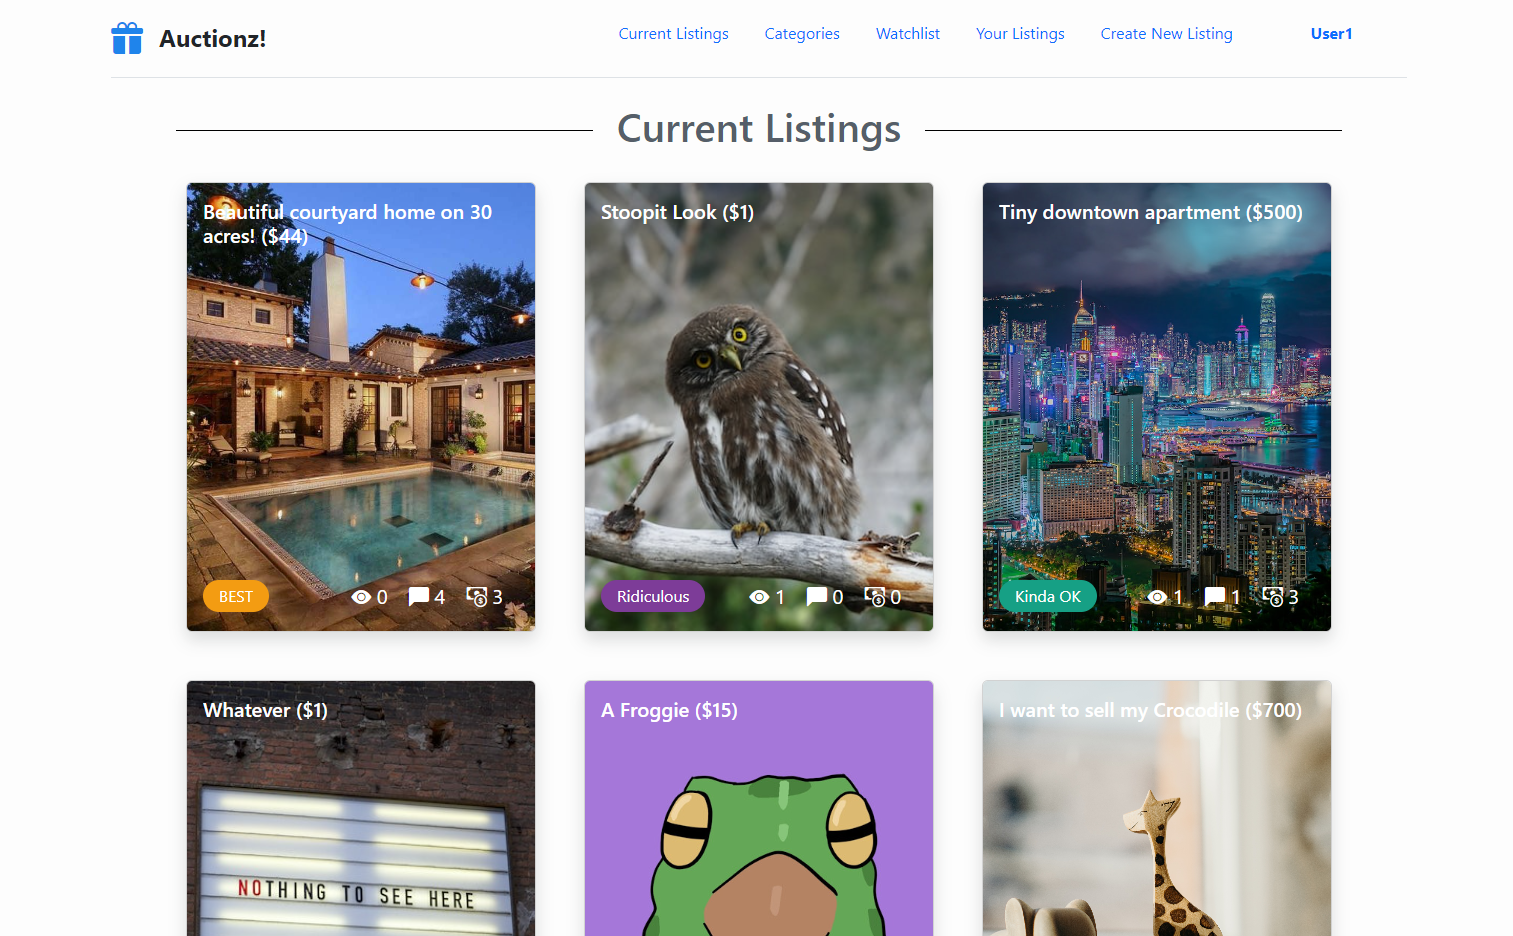 Auctionz!
Current Listings
Categories
Watchlist
Your Listings
Create New Listing
User1
Current Listings
Beautiful courtyard home on 30
acres! ($44)
BEST
0
4
3
Stoopit Look ($1)
Ridiculous
1
0
0
Tiny downtown apartment ($500)
Kinda OK
1
1
3
Whatever ($1)
NOTHING TO SEE HERE
A Froggie ($15)
I want to sell my Crocodile ($700)